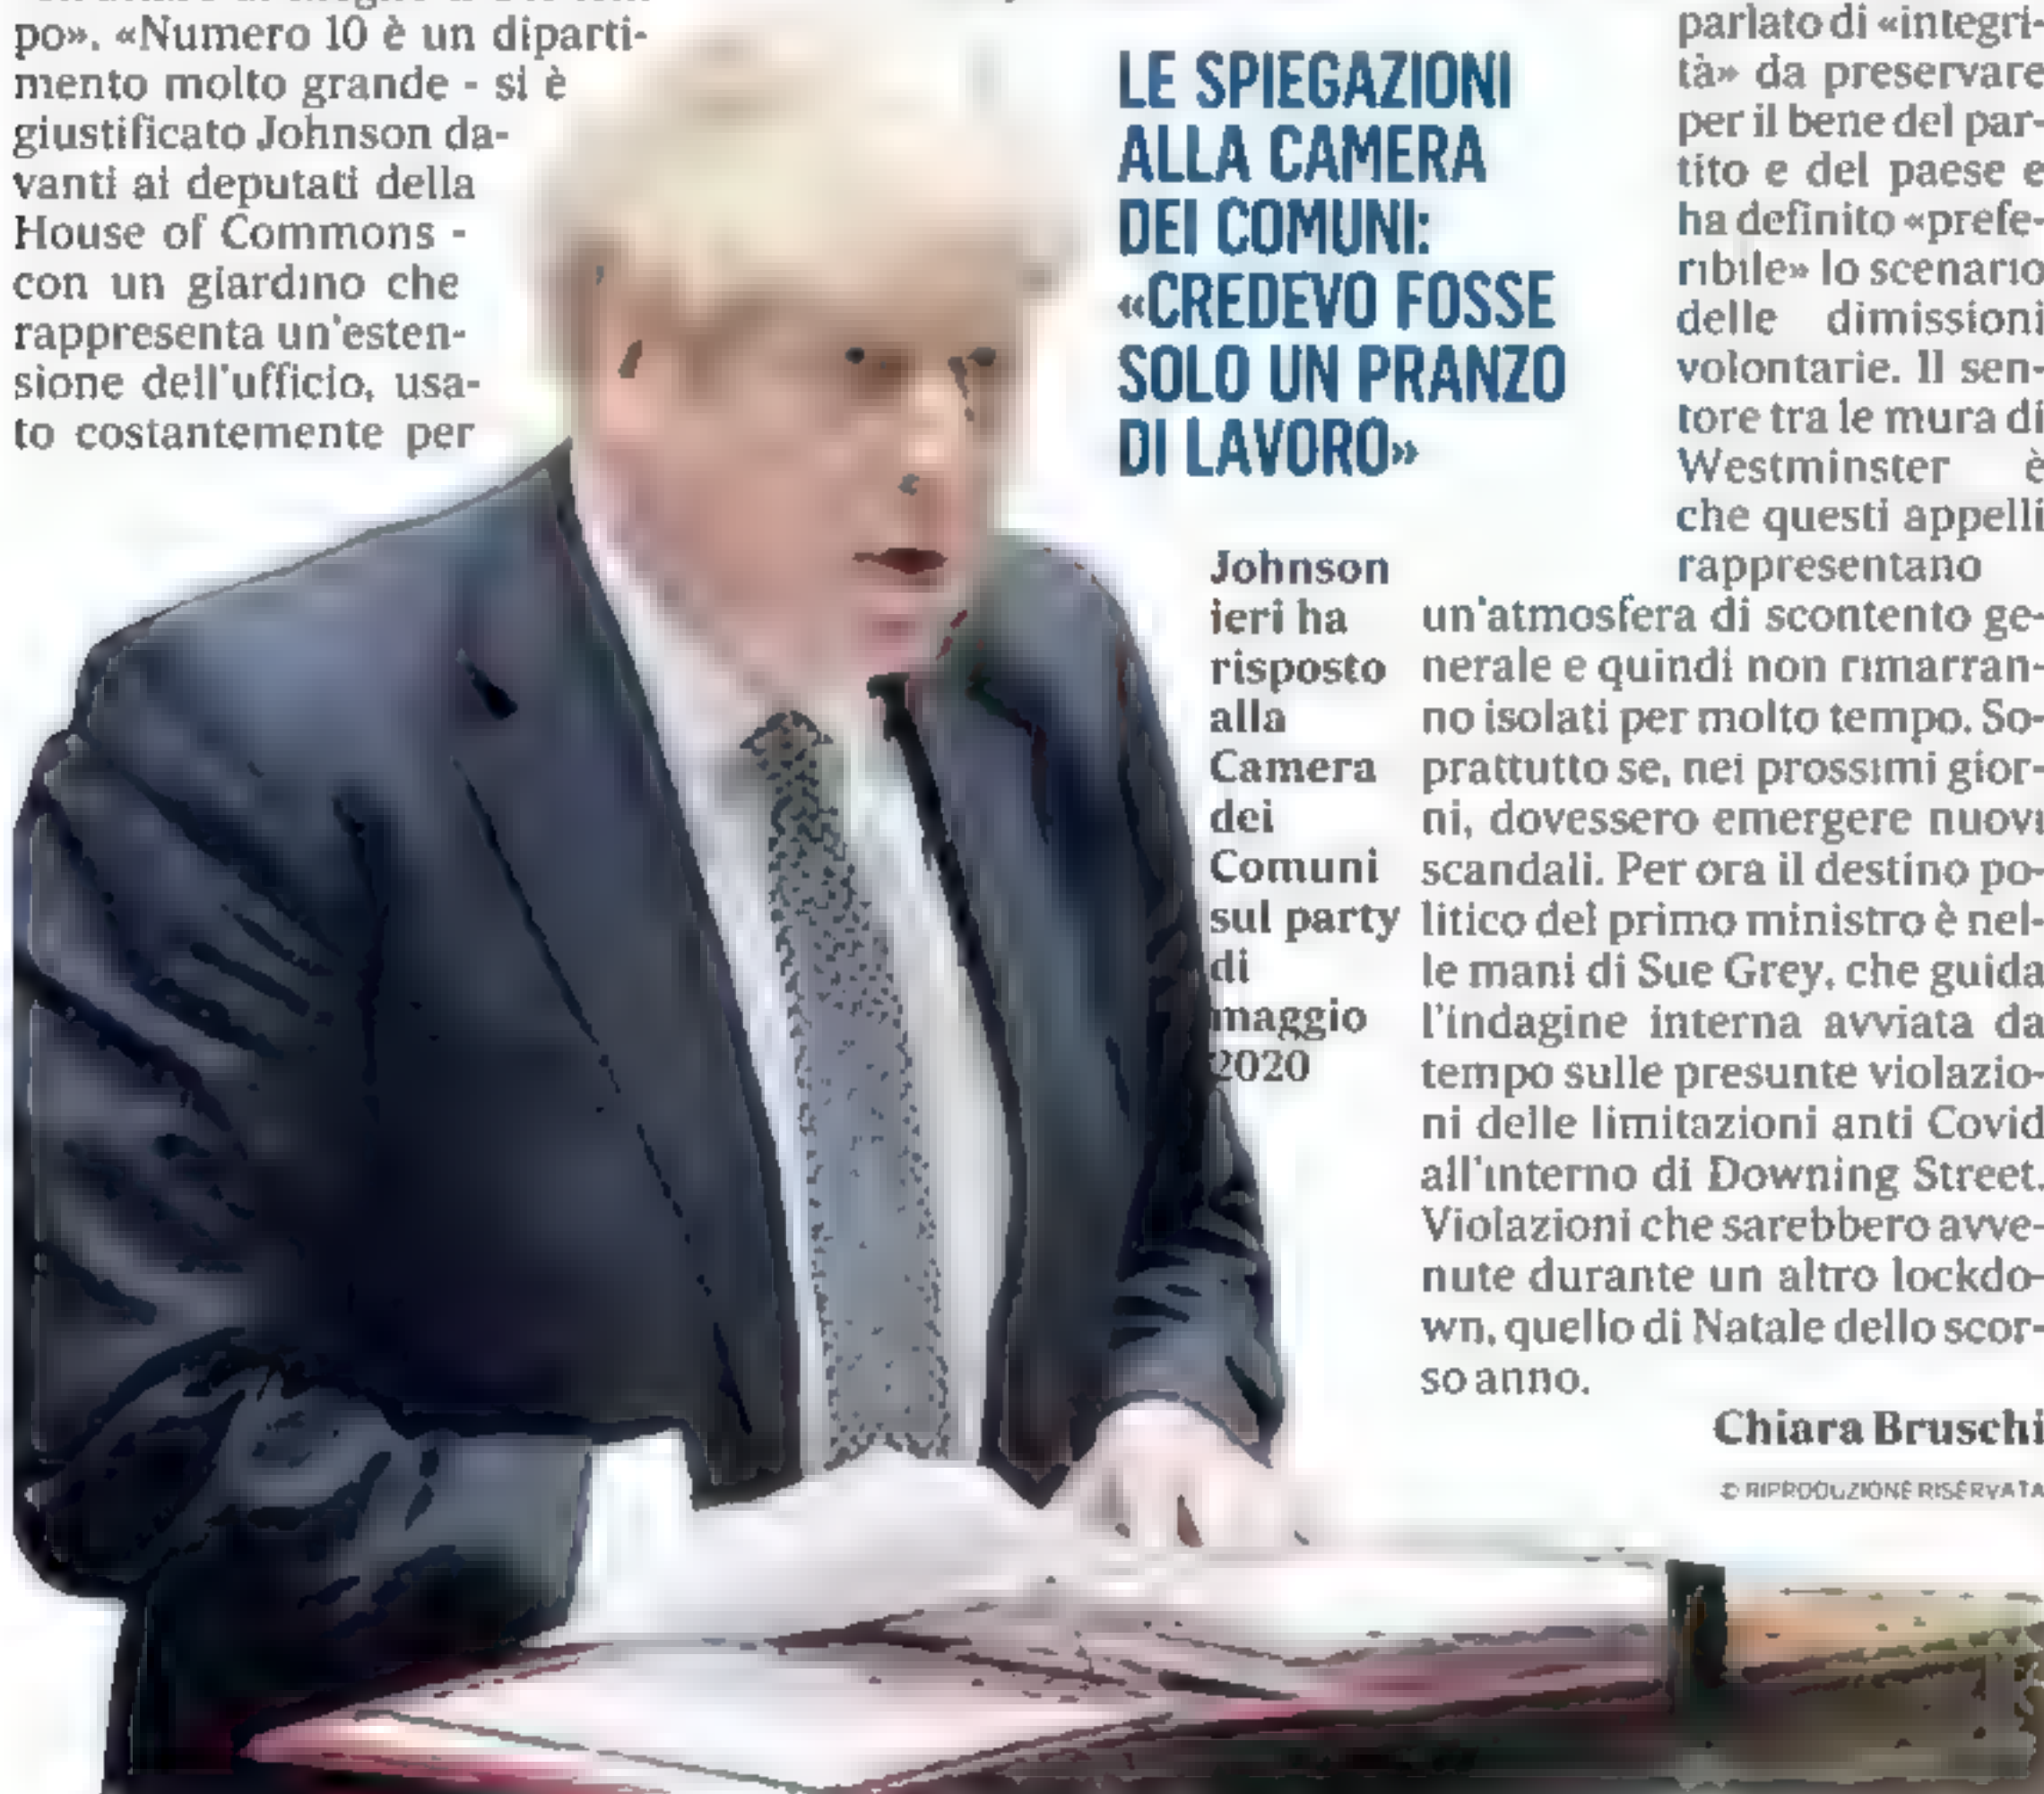 po». «Numero 10 è un diparti-
mento molto grande - si è
giustificato Johnson da-
vanti ai deputati della
House of Commons -
con un giardino che
rappresenta un'esten-
sione dell'ufficio, usa-
to costantemente per
LE SPIEGAZIONI
ALLA CAMERA
DEI COMUNI:
«CREDEVO FOSSE
SOLO UN PRANZO
DI LAVORO»
Johnson
ieri ha
risposto
alla
Camera
dei
Comuni
sul party
di
maggio
2020
parlato di «integri-
tà» da preservare
per il bene del par-
tito e del paese e
ha definito «prefe-
ribile» lo scenario
delle dimissioni
volontarie. Il sen-
tore tra le mura di
Westminster è
che questi appelli
rappresentano
un'atmosfera di scontento ge-
nerale e quindi non rimarran-
no isolati per molto tempo. So-
prattutto se, nei prossimi gior-
ni, dovessero emergere nuovi
scandali. Per ora il destino po-
litico del primo ministro è nel-
le mani di Sue Grey, che guida
l'indagine interna avviata da
tempo sulle presunte violazio-
ni delle limitazioni anti Covid
all'interno di Downing Street.
Violazioni che sarebbero avve-
nute durante un altro lockdo-
wn, quello di Natale dello scor-
so anno.
Chiara Bruschi
© RIPRODUZIONE RISERVATA